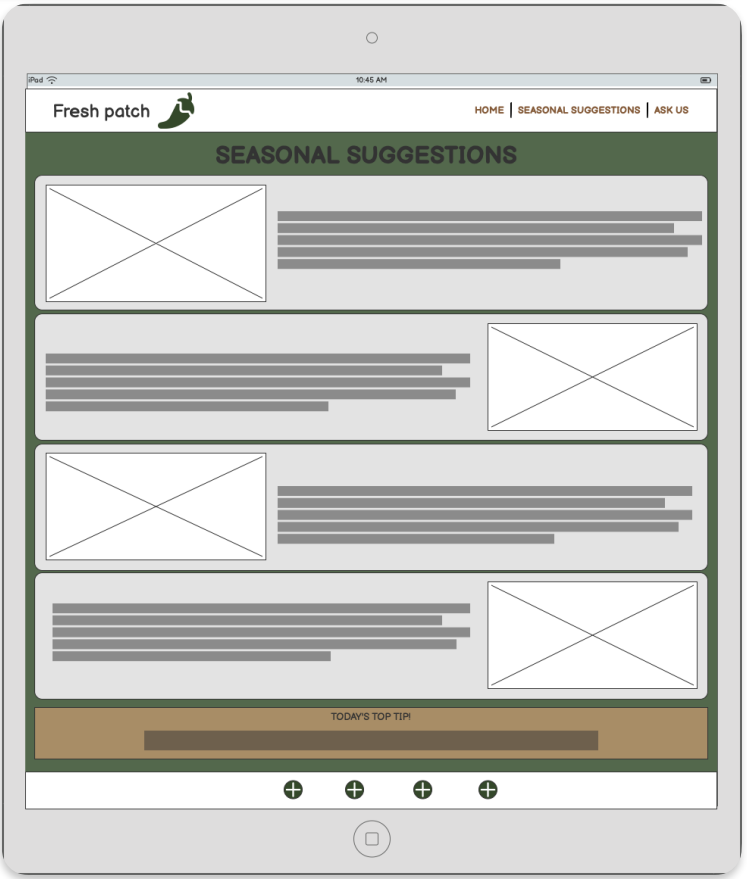 iPad 10:45 AM
Fresh patch
HOME SEASONAL SUGGESTIONS ASK US
SEASONAL SUGGESTIONS
TODAY'S TOP TIP!